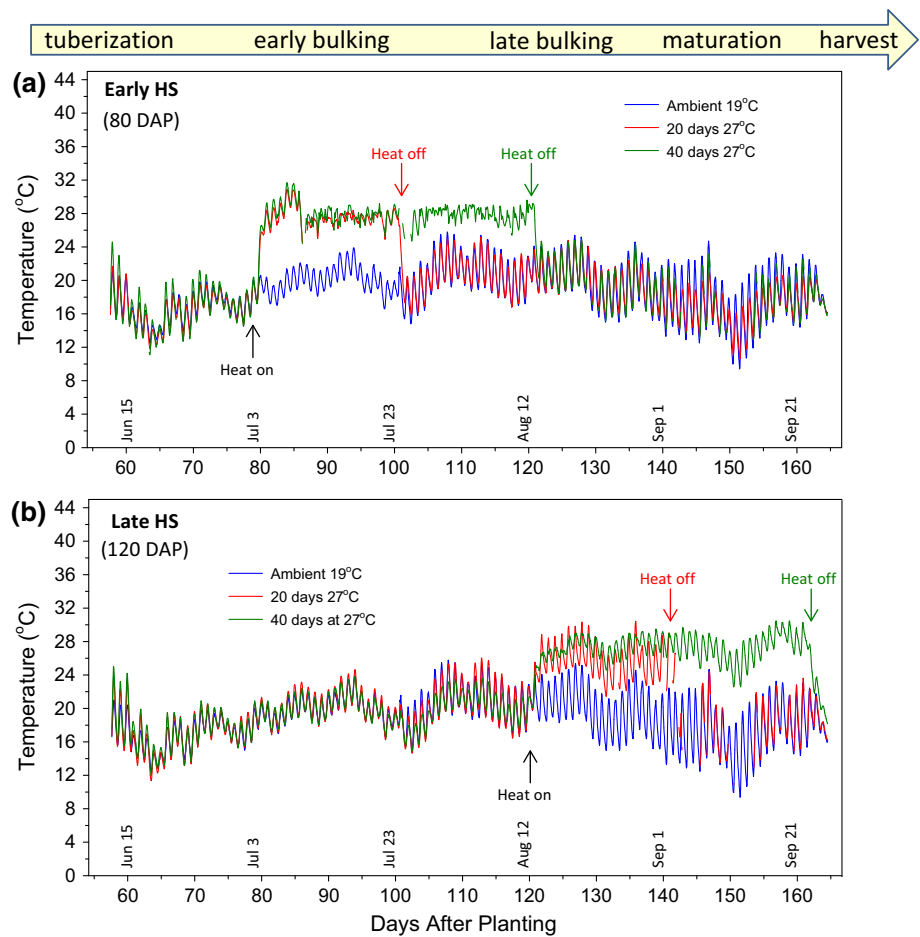 tuberization early bulking late bulking maturation harvest
(a)
Early HS
(80 DAP)
Ambient 19°C
20 days 27°C
40 days 27°C
Heat off
Heat off
Heat on
Temperature (°C)
44
40
36
32
28
24
20
16
12
8
4
0
Jun 15
Jul 3
Jul 23
Aug 12
Sep 1
Sep 21
60 70 80 90 100 110 120 130 140 150 160
(b)
Late HS
(120 DAP)
Ambient 19°C
20 days 27°C
40 days at 27°C
Heat off
Heat off
Heat on
Temperature (°C)
44
40
36
32
28
24
20
16
12
8
4
0
Jun 15
Jul 3
Jul 23
Aug 12
Sep 1
Sep 21
60 70 80 90 100 110 120 130 140 150 160
Days After Planting